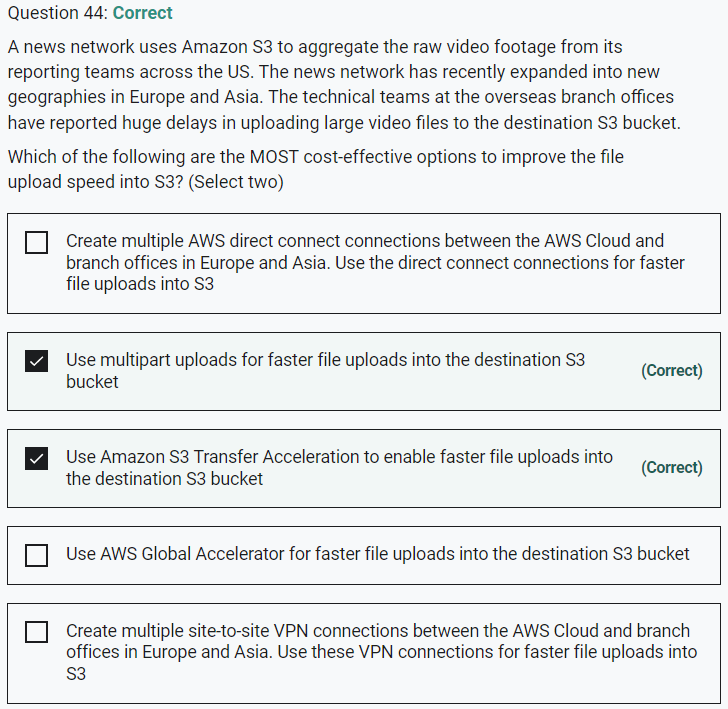 Question 44: Correct
A news network uses Amazon S3 to aggregate the raw video footage from its
reporting teams across the US. The news network has recently expanded into new
geographies in Europe and Asia. The technical teams at the overseas branch offices
have reported huge delays in uploading large video files to the destination S3 bucket.
Which of the following are the MOST cost-effective options to improve the file
upload speed into S3? (Select two)
Create multiple AWS direct connect connections between the AWS Cloud and
branch offices in Europe and Asia. Use the direct connect connections for faster
file uploads into S3
Use multipart uploads for faster file uploads into the destination S3
bucket
(Correct)
Use Amazon S3 Transfer Acceleration to enable faster file uploads into
the destination S3 bucket
(Correct)
Use AWS Global Accelerator for faster file uploads into the destination S3 bucket
Create multiple site-to-site VPN connections between the AWS Cloud and branch
offices in Europe and Asia. Use these VPN connections for faster file uploads into
S3